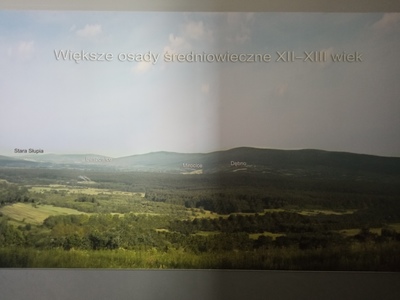 Większe osady średniowieczne XII–XIII wiek
Stara Słupia
Dębno